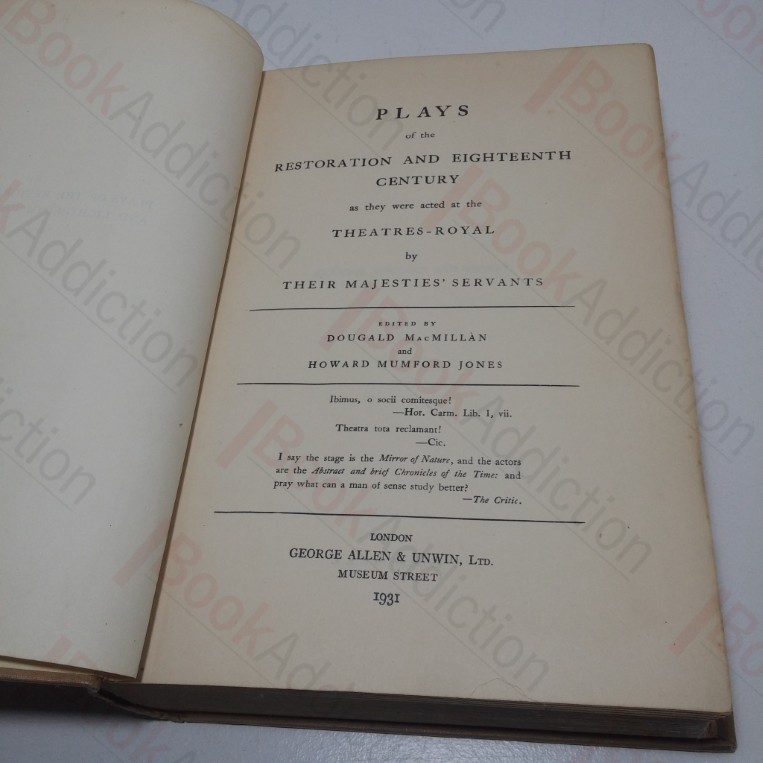 PLAYS
of the
RESTORATION AND EIGHTEENTH
CENTURY
as they were acted at the
THEATRES-ROYAL
by
THEIR MAJESTIES' SERVANTS
EDITED BY
DOUGALD MacMILLÀN
and
HOWARD MUMFORD JONES
Ibimus, o socii comitesque!
—Hor. Carm. Lib. 1, vii.
Theatra tota reclamant!
—Cic.
I say the stage is the Mirror of Nature, and the actors
are the Abstract and brief Chronicles of the Time: and
pray what can a man of sense study better?
—The Critic.
LONDON
GEORGE ALLEN & UNWIN, LTD.
MUSEUM STREET
1931
BookAddiction